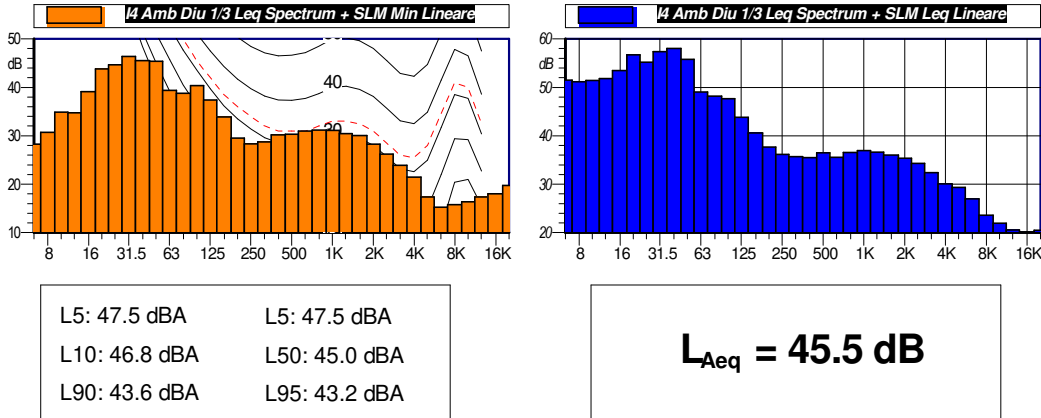 I4 Amb Diu 1/3 Leq Spectrum + SLM Min Lineare
50
dB
40
30
20
10
40
20
8 16 31.5 63 125 250 500 1K 2K 4K 8K 16K
I4 Amb Diu 1/3 Leq Spectrum + SLM Leq Lineare
60
dB
50
40
30
20
8 16 31.5 63 125 250 500 1K 2K 4K 8K 16K
L5: 47.5 dBA L5: 47.5 dBA
L10: 46.8 dBA L50: 45.0 dBA
L90: 43.6 dBA L95: 43.2 dBA
LAeq = 45.5 dB